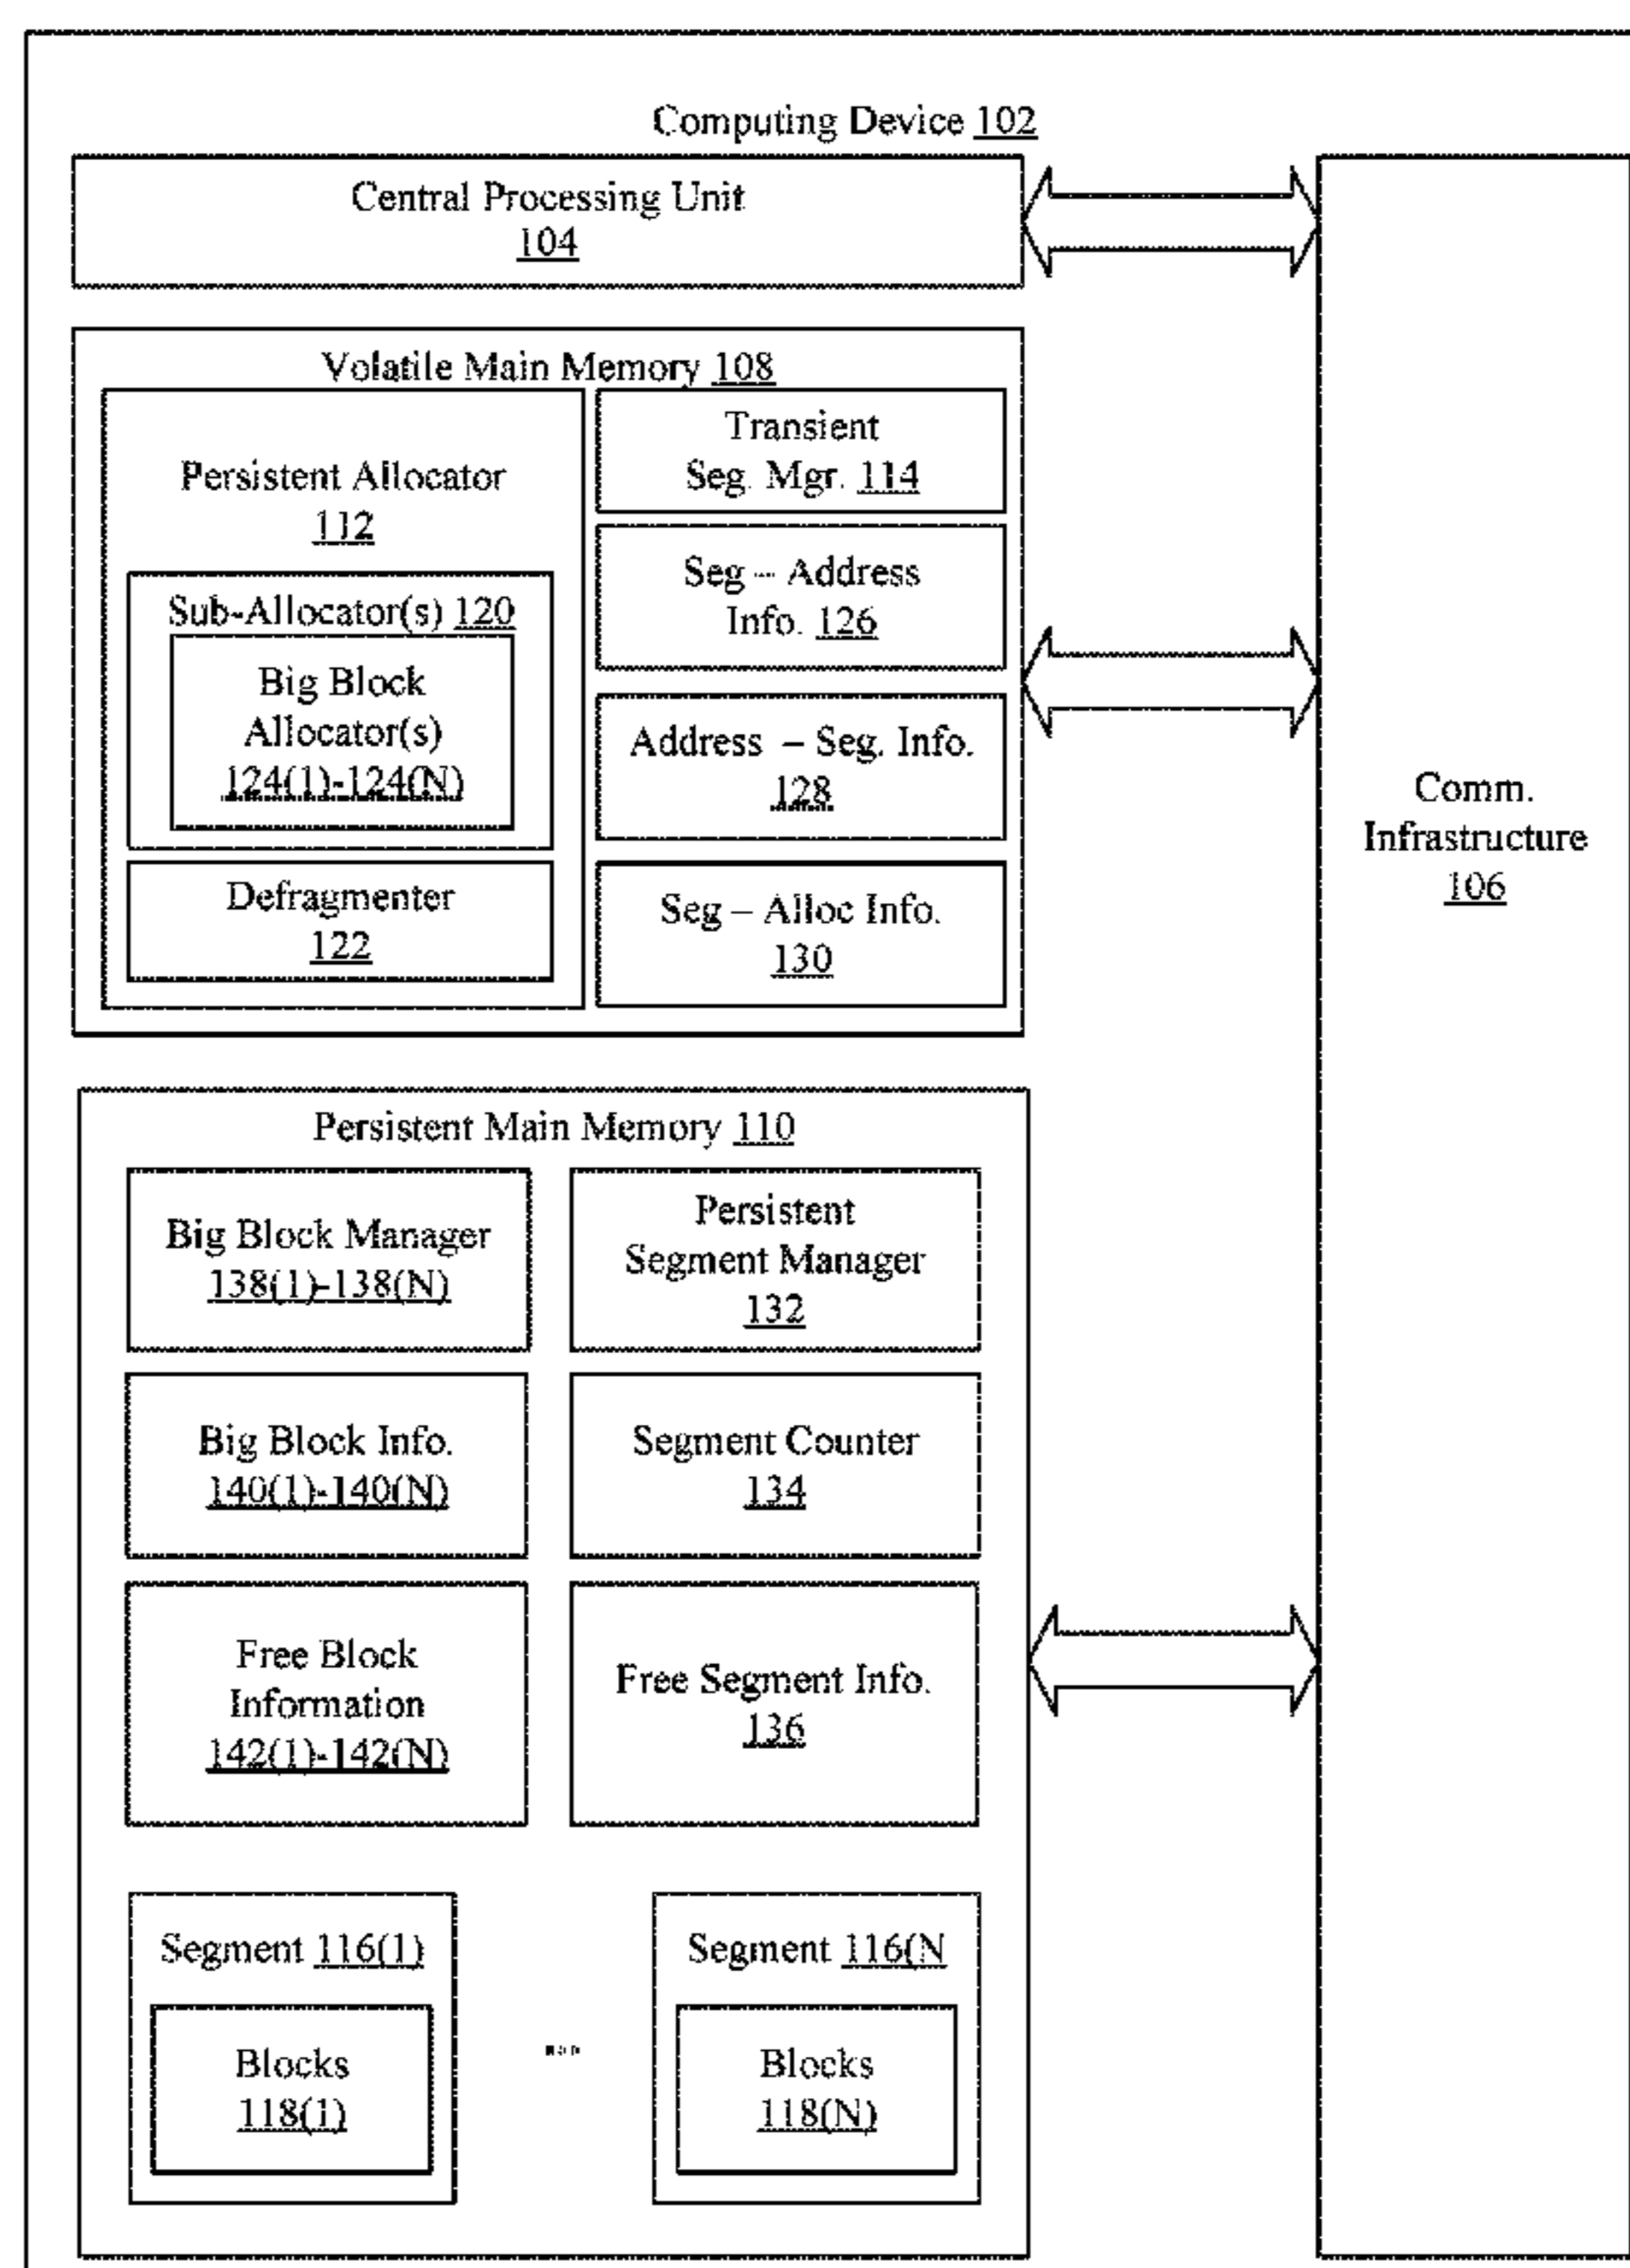 Computing Device 102
Central Processing Unit
104
Volatile Main Memory 108
Persistent Allocator
112
Sub-Allocator(s) 120
Big Block
Allocator(s)
124(1)-124(N)
Defragmenter
122
Transient
Seg. Mgr. 114
Seg – Address
Info. 126
Address – Seg. Info.
128
Seg – Alloc Info.
130
Comm.
Infrastructure
106
Persistent Main Memory 110
Big Block Manager
138(1)-138(N)
Persistent
Segment Manager
132
Big Block Info.
140(1)-140(N)
Segment Counter
134
Free Block
Information
142(1)-142(N)
Free Segment Info.
136
Segment 116(1)
Blocks
118(1)
...
Segment 116(N
Blocks
118(N)